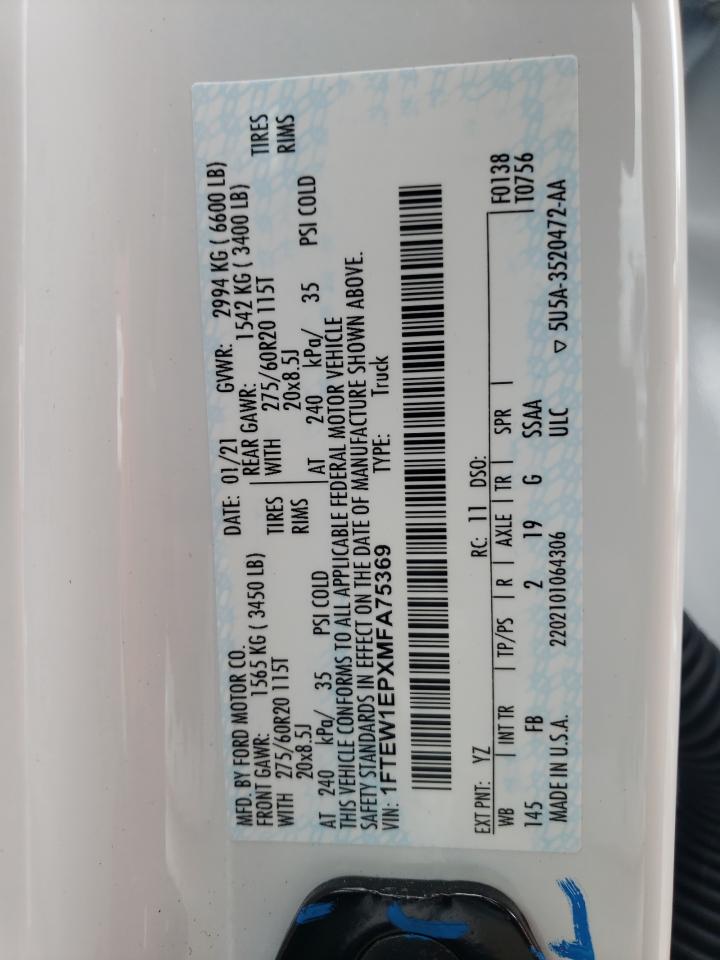 MFD. BY FORD MOTOR CO. DATE: 01/21 GVWR: 2994 KG ( 6600 LB)
FRONT GAWR: 1565 KG ( 3450 LB) REAR GAWR: 1542 KG ( 3400 LB)
WITH 275/60R20 115T TIRES WITH 275/60R20 115T TIRES
20x8.5J RIMS 20x8.5J RIMS
AT 240 kPa/ 35 PSI COLD AT 240 kPa/ 35 PSI COLD
THIS VEHICLE CONFORMS TO ALL APPLICABLE FEDERAL MOTOR VEHICLE
SAFETY STANDARDS IN EFFECT ON THE DATE OF MANUFACTURE SHOWN ABOVE.
VIN: 1FTEW1EPXMFA75369 TYPE: Truck
EXT PNT: YZ RC: 11 DSO:
WB INT TR TP/PS R AXLE TR SPR F0138
T0756
145 FB 2 19 G SSAA
ULC
MADE IN U.S.A. 2202101064306 ▽ 5U5A-3520472-AA